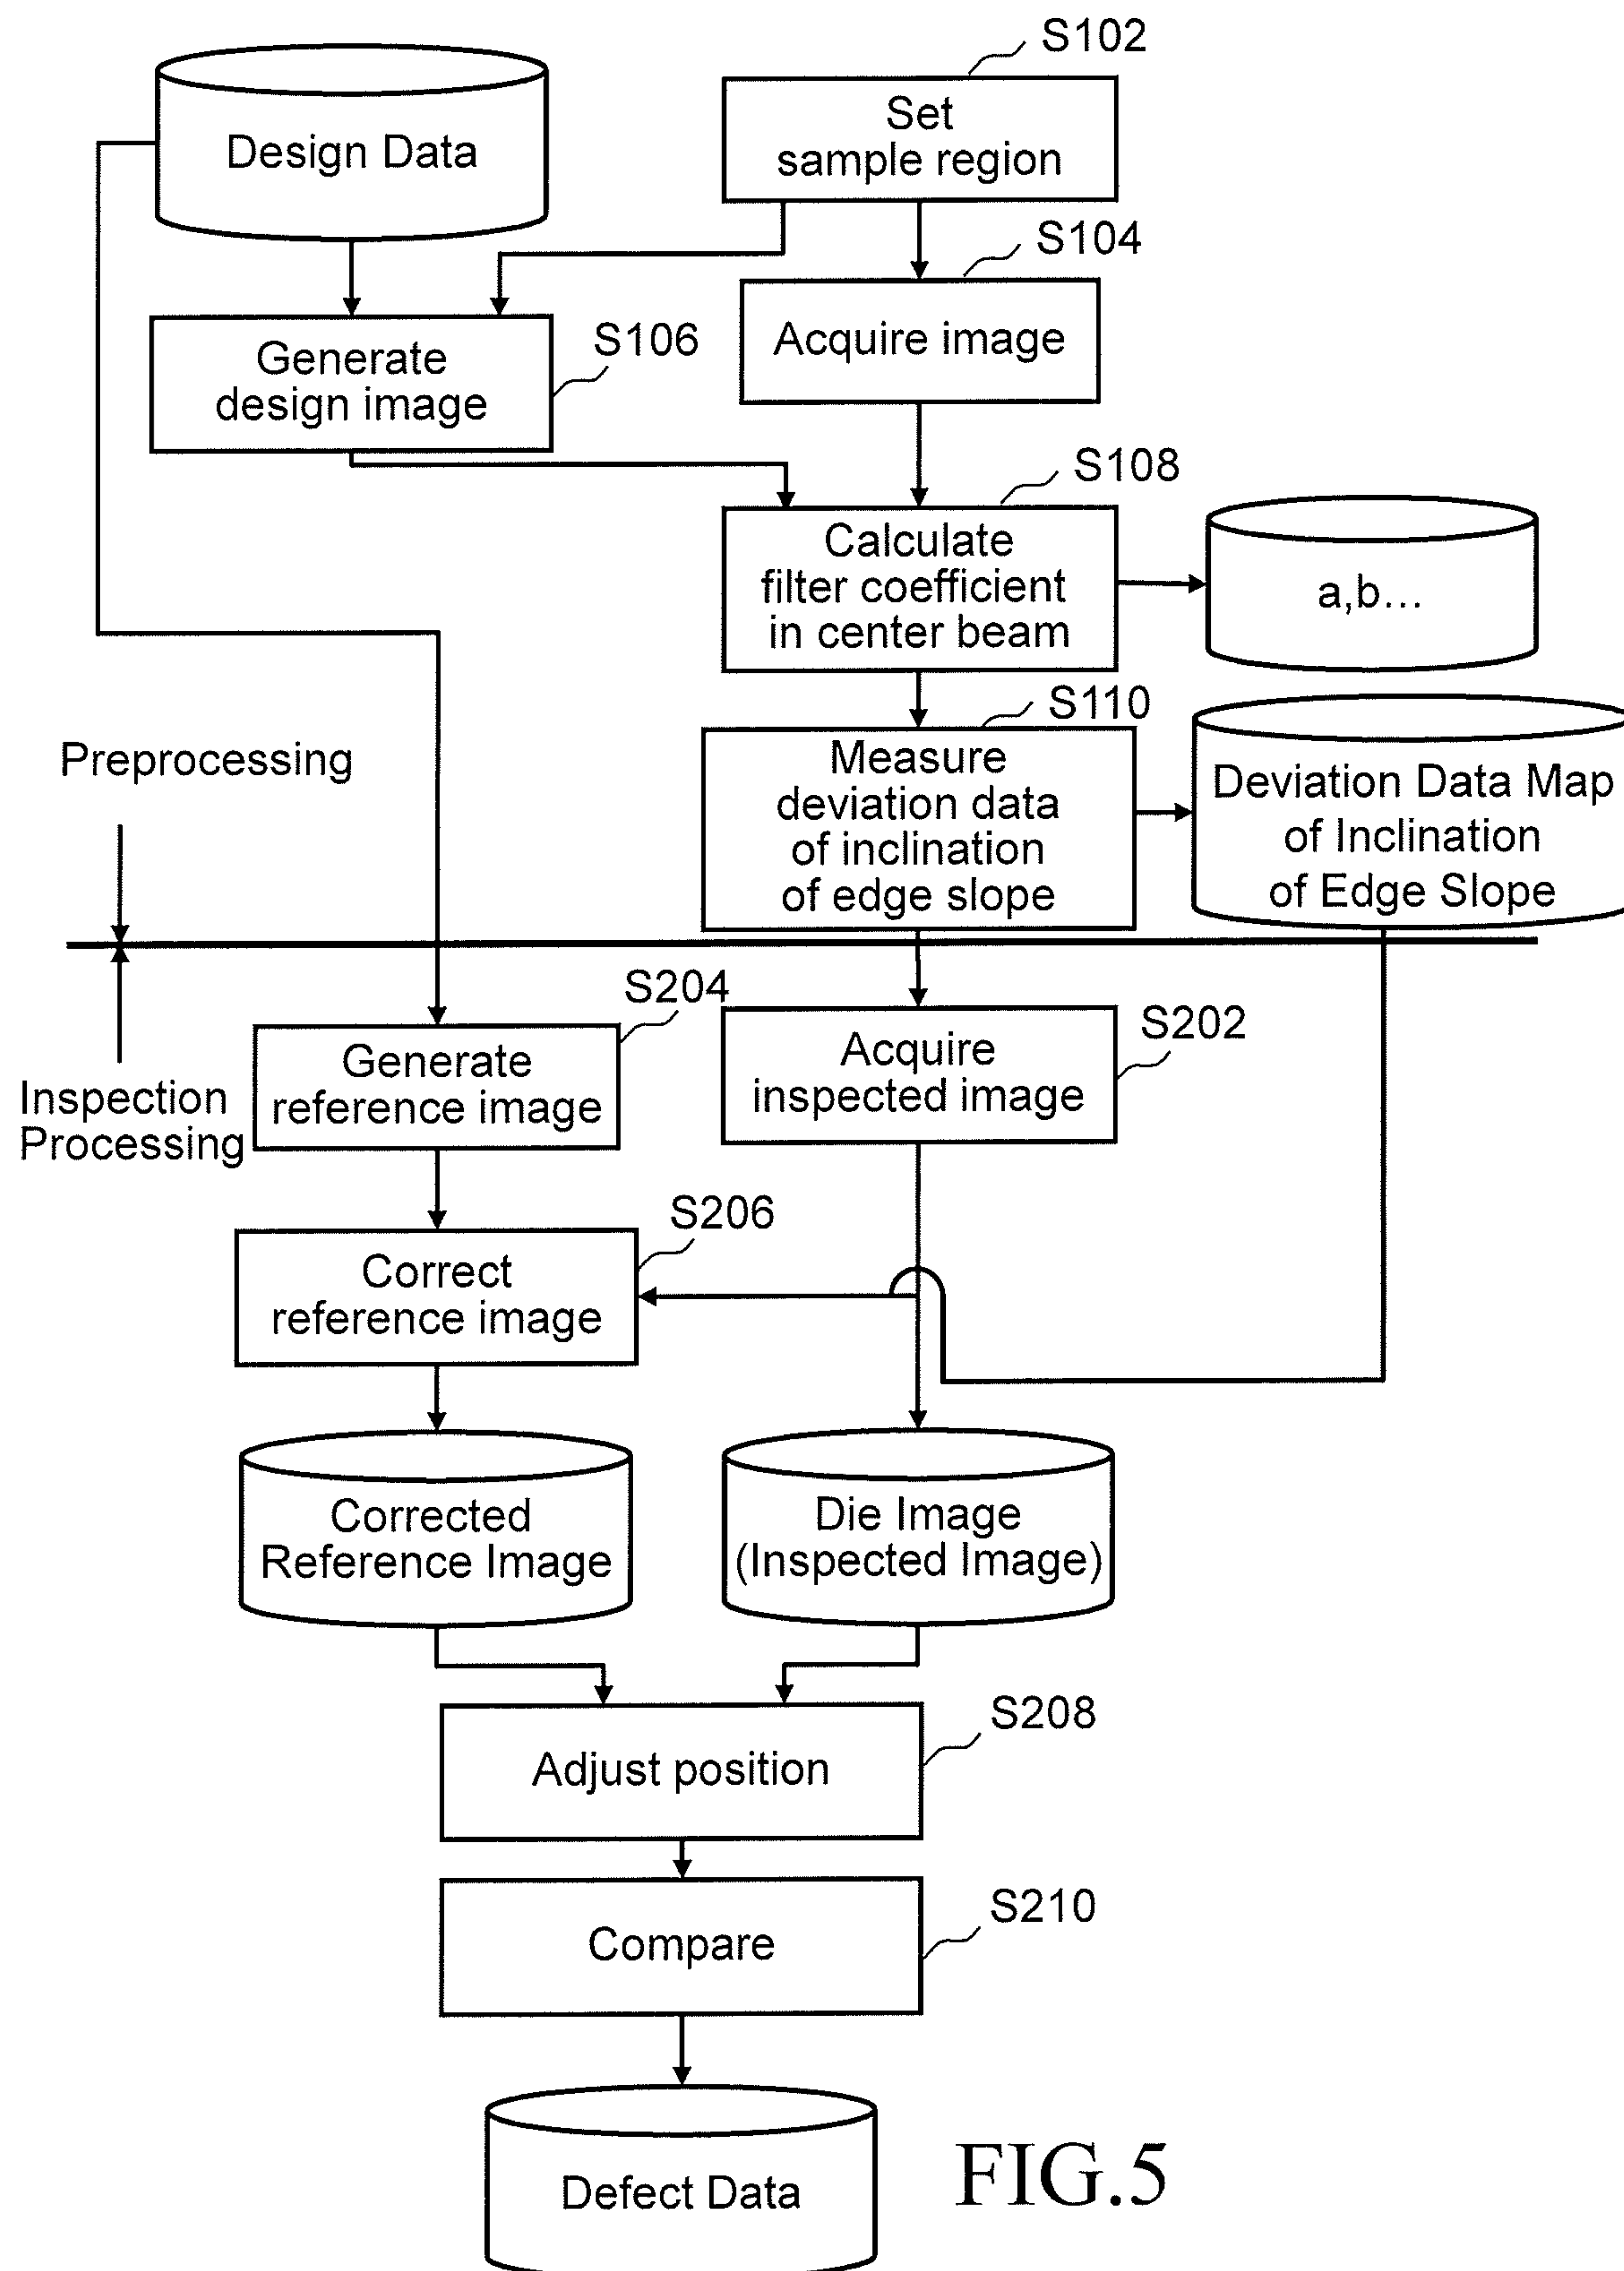 S102
Design Data
Set
sample region
S104
Acquire image
Generate
design image
S106
S108
Calculate
filter coefficient
in center beam
a,b...
S110
Measure
deviation data
of inclination
of edge slope
Deviation Data Map
of Inclination
of Edge Slope
Preprocessing
Inspection
Processing
S204
Generate
reference image
S202
Acquire
inspected image
S206
Correct
reference image
Corrected
Reference Image
Die Image
(Inspected Image)
S208
Adjust position
S210
Compare
Defect Data
FIG.5